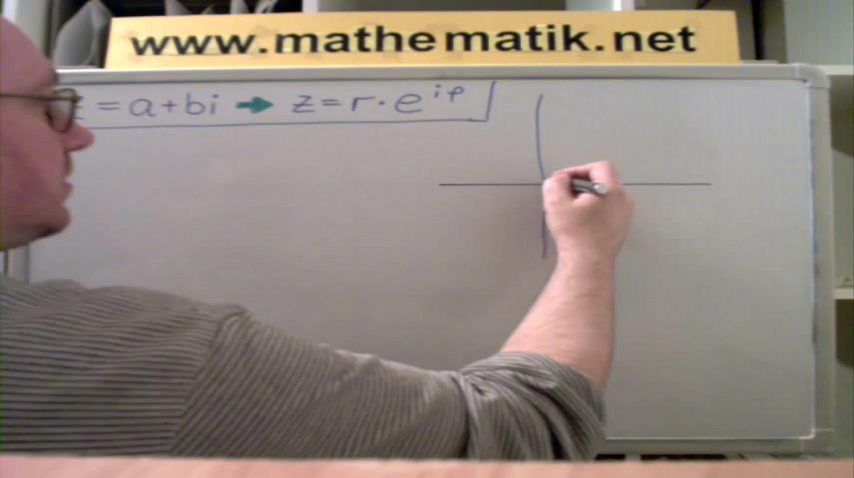 www.mathematik.net
z = a + bi ➡ z = r · e^{iφ}